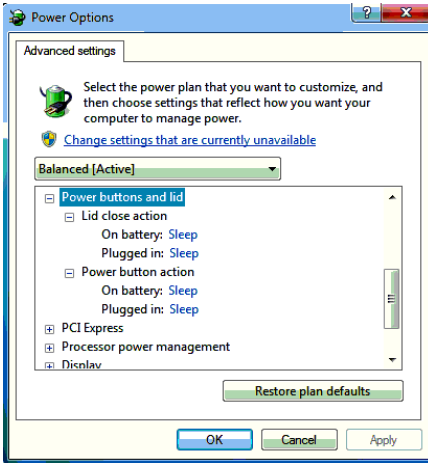 Power Options
Advanced settings
Select the power plan that you want to customize, and
then choose settings that reflect how you want your
computer to manage power.
Change settings that are currently unavailable
Balanced [Active]
Power buttons and lid
Lid close action
On battery: Sleep
Plugged in: Sleep
Power button action
On battery: Sleep
Plugged in: Sleep
PCI Express
Processor power management
Display
Restore plan defaults
OK Cancel Apply